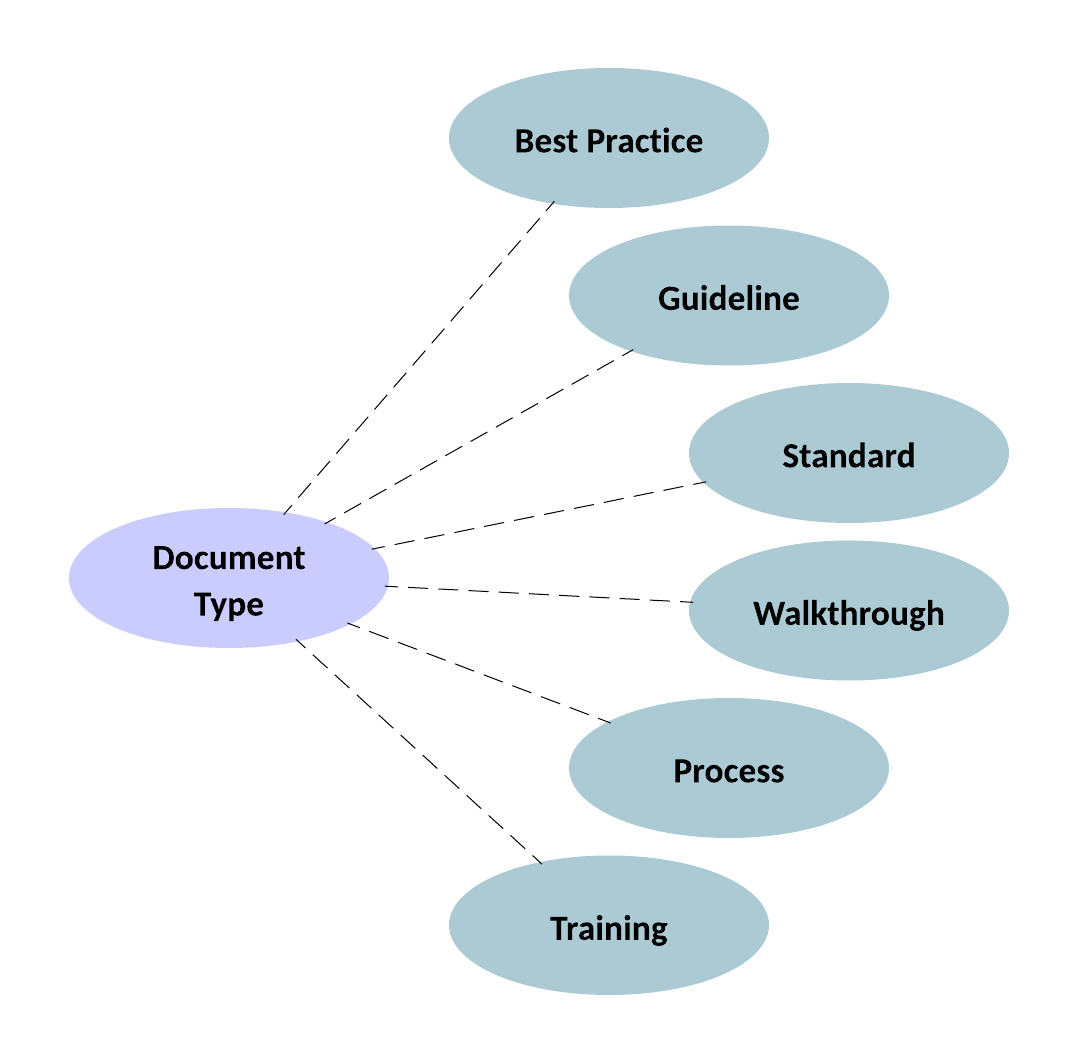 Best Practice
Guideline
Standard
Document
Type
Walkthrough
Process
Training